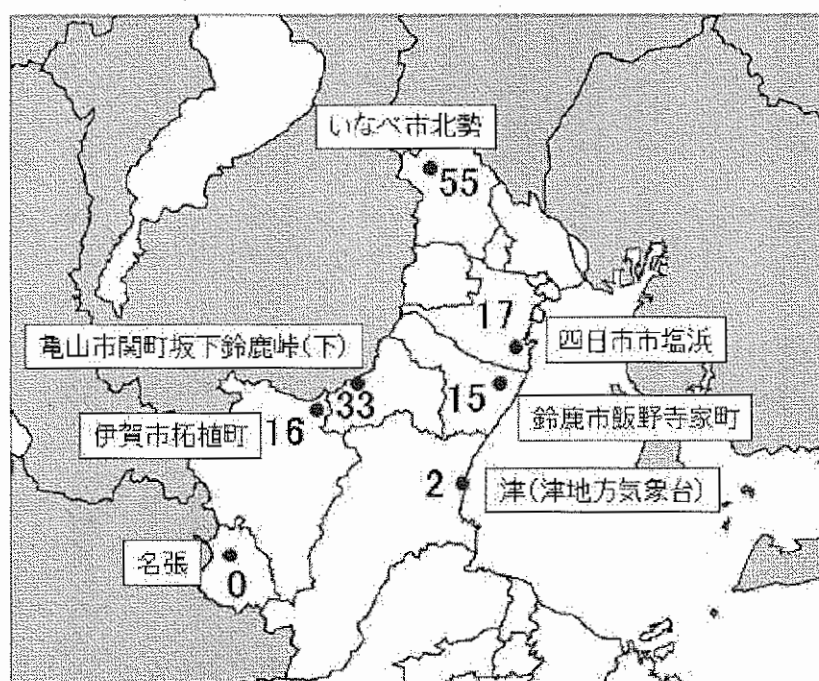 いなべ市北勢
55
17
四日市市塩浜
亀山市関町坂下鈴鹿峠(下)
33
15
鈴鹿市飯野寺家町
伊賀市柘植町
16
2
津(津地方気象台)
名張
0